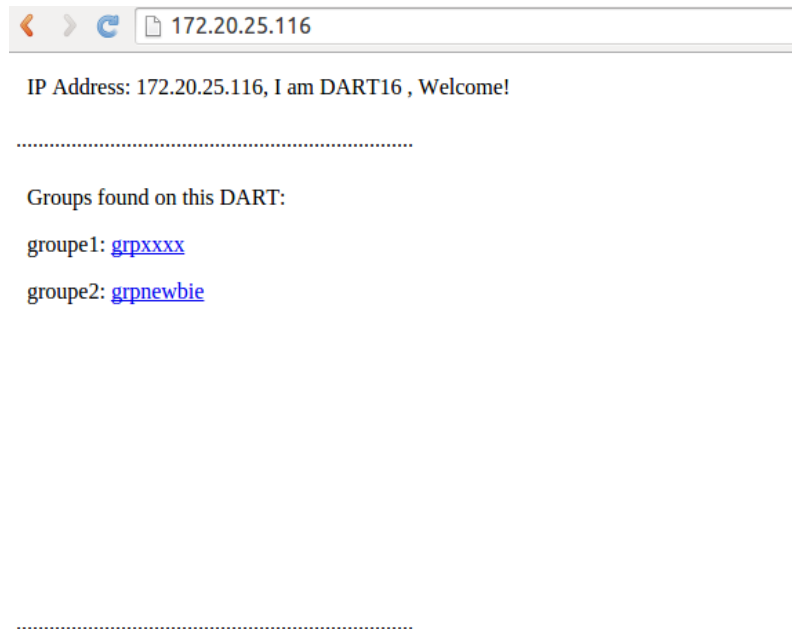 172.20.25.116
IP Address: 172.20.25.116, I am DART16 , Welcome!
........................................................................
Groups found on this DART:
groupe1: grpxxxx
groupe2: grpnewbie
........................................................................